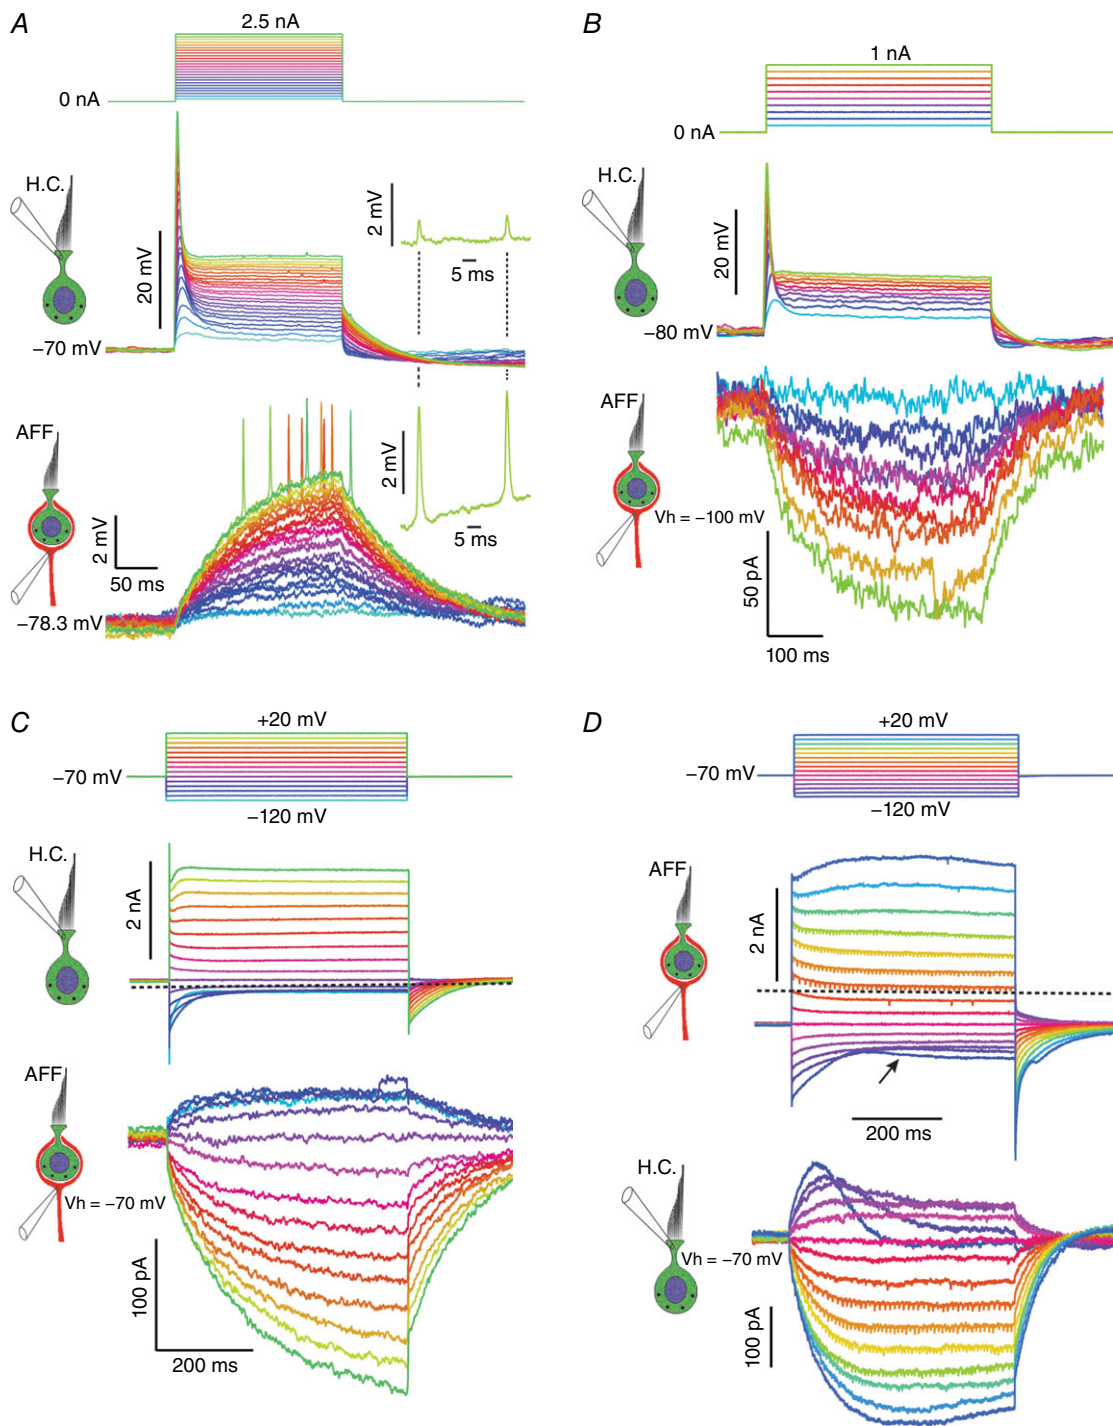 A
2.5 nA
0 nA
H.C.
20 mV
2 mV
5 ms
−70 mV
AFF
2 mV
50 ms
2 mV
5 ms
−78.3 mV
B
1 nA
0 nA
H.C.
20 mV
−80 mV
AFF
Vh = −100 mV
50 pA
100 ms
C
+20 mV
−70 mV
−120 mV
H.C.
2 nA
AFF
Vh = −70 mV
100 pA
200 ms
D
+20 mV
−70 mV
−120 mV
AFF
2 nA
200 ms
H.C.
Vh = −70 mV
100 pA